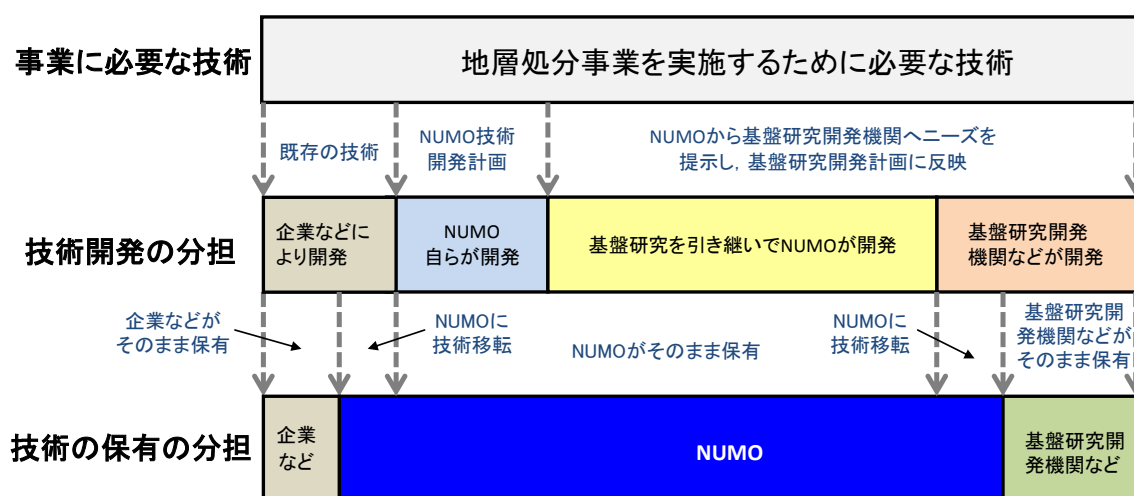 事業に必要な技術
地層処分事業を実施するために必要な技術
既存の技術
NUMO技術
開発計画
NUMOから基盤研究開発機関へニーズを
提示し，基盤研究開発計画に反映
技術開発の分担
企業などに
より開発
NUMO
自らが開発
基盤研究を引き継いでNUMOが開発
基盤研究開発
機関などが開発
企業などが
そのまま保有
NUMOに
技術移転
NUMOがそのまま保有
NUMOに
技術移転
基盤研究開
発機関などが
そのまま保有
技術の保有の分担
企業
など
NUMO
基盤研究開
発機関など